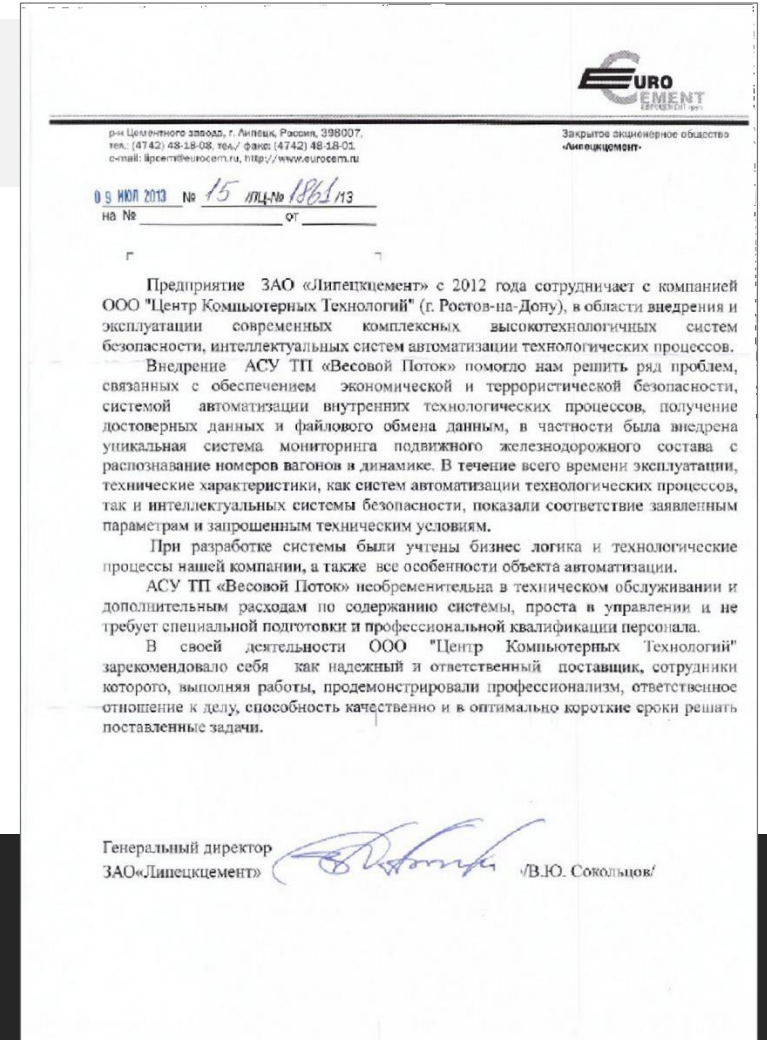 EURO
CEMENT
р-н Цементного завода, г. Липецк, Россия, 398007,
тел.: (4742) 48-18-08, тел./ факс: (4742) 48-18-01
e-mail: lipcem@eurocem.ru, http://www.eurocem.ru
Закрытое акционерное общество
«Липецкцемент»
09 ИЮЛ 2013 № 15 /ЛЦ-№ 1861/13
на № от
Предприятие ЗАО «Липецкцемент» с 2012 года сотрудничает с компанией
ООО "Центр Компьютерных Технологий" (г. Ростов-на-Дону), в области внедрения и
эксплуатации современных комплексных высокотехнологичных систем
безопасности, интеллектуальных систем автоматизации технологических процессов.
Внедрение АСУ ТП «Весовой Поток» помогло нам решить ряд проблем,
связанных с обеспечением экономической и террористической безопасности,
системой автоматизации внутренних технологических процессов, получение
достоверных данных и файлового обмена данным, в частности была внедрена
уникальная система мониторинга подвижного железнодорожного состава с
распознавание номеров вагонов в динамике. В течение всего времени эксплуатации,
технические характеристики, как систем автоматизации технологических процессов,
так и интеллектуальных системы безопасности, показали соответствие заявленным
параметрам и запрошенным техническим условиям.
При разработке системы были учтены бизнес логика и технологические
процессы нашей компании, а также все особенности объекта автоматизации.
АСУ ТП «Весовой Поток» необременительна в техническом обслуживании и
дополнительным расходам по содержанию системы, проста в управлении и не
требует специальной подготовки и профессиональной квалификации персонала.
В своей деятельности ООО "Центр Компьютерных Технологий"
зарекомендовало себя как надежный и ответственный поставщик, сотрудники
которого, выполняя работы, продемонстрировали профессионализм, ответственное
отношение к делу, способность качественно и в оптимально короткие сроки решать
поставленные задачи.
Генеральный директор
ЗАО«Липецкцемент» /В.Ю. Сокольцов/